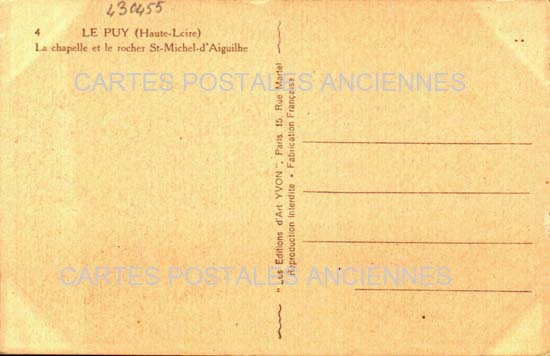 430455
4 LE PUY (Haute-Loire)
La chapelle et le rocher St-Michel-d'Aiguilhe
CARTES POSTALES ANCIENNES
"Les Editions d'Art YVON", Paris, 15, Rue Martel
Reproduction Interdite • Fabrication Française
CARTES POSTALES ANCIENNES